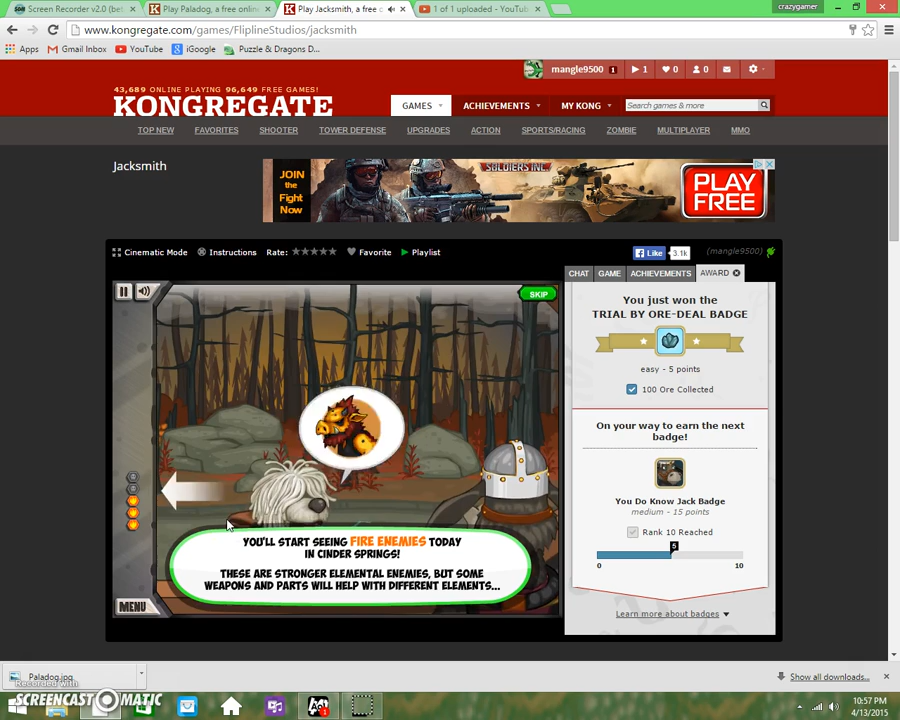 Screen Recorder v2.0 (bet
Play Paladog, a free onlin
Play Jacksmith, a free o
1 of 1 uploaded - YouTu
crazygamer
www.kongregate.com/games/FliplineStudios/jacksmith
Apps
Gmail Inbox
YouTube
iGoogle
Puzzle & Dragons D...
mangle9500 1
1
0
0
43,689 ONLINE PLAYING 96,649 FREE GAMES!
KONGREGATE
GAMES
ACHIEVEMENTS
MY KONG
Search games & more
TOP NEW
FAVORITES
SHOOTER
TOWER DEFENSE
UPGRADES
ACTION
SPORTS/RACING
ZOMBIE
MULTIPLAYER
MMO
Jacksmith
JOIN
the
Fight
Now
SOLDIERS INC.
PLAY
FREE
Cinematic Mode
Instructions
Rate:
Favorite
Playlist
Like
3.1k
(mangle9500)
CHAT
GAME
ACHIEVEMENTS
AWARD
SKIP
You just won the
TRIAL BY ORE-DEAL BADGE
easy - 5 points
100 Ore Collected
On your way to earn the next
badge!
You Do Know Jack Badge
medium - 15 points
Rank 10 Reached
5
0
10
Learn more about badges
YOU'LL START SEEING FIRE ENEMIES TODAY
IN CINDER SPRINGS!
THESE ARE STRONGER ELEMENTAL ENEMIES, BUT SOME
WEAPONS AND PARTS WILL HELP WITH DIFFERENT ELEMENTS...
MENU
Paladog.jpg
Show all downloads...
Recorded with
SCREENCAST-O-MATIC
10:57 PM
4/13/2015